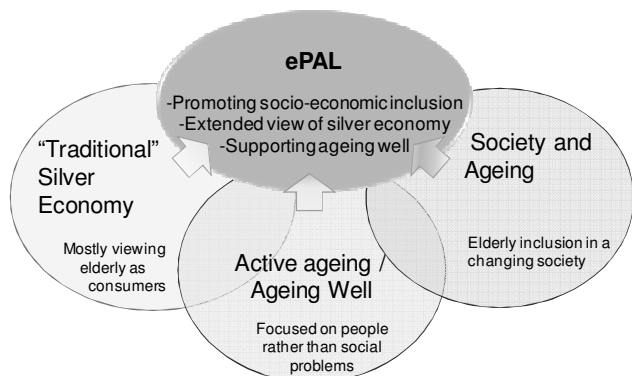 ePAL
-Promoting socio-economic inclusion
-Extended view of silver economy
-Supporting ageing well
“Traditional”
Silver
Economy
Mostly viewing
elderly as
consumers
Active ageing /
Ageing Well
Focused on people
rather than social
problems
Society and
Ageing
Elderly inclusion in a
changing society